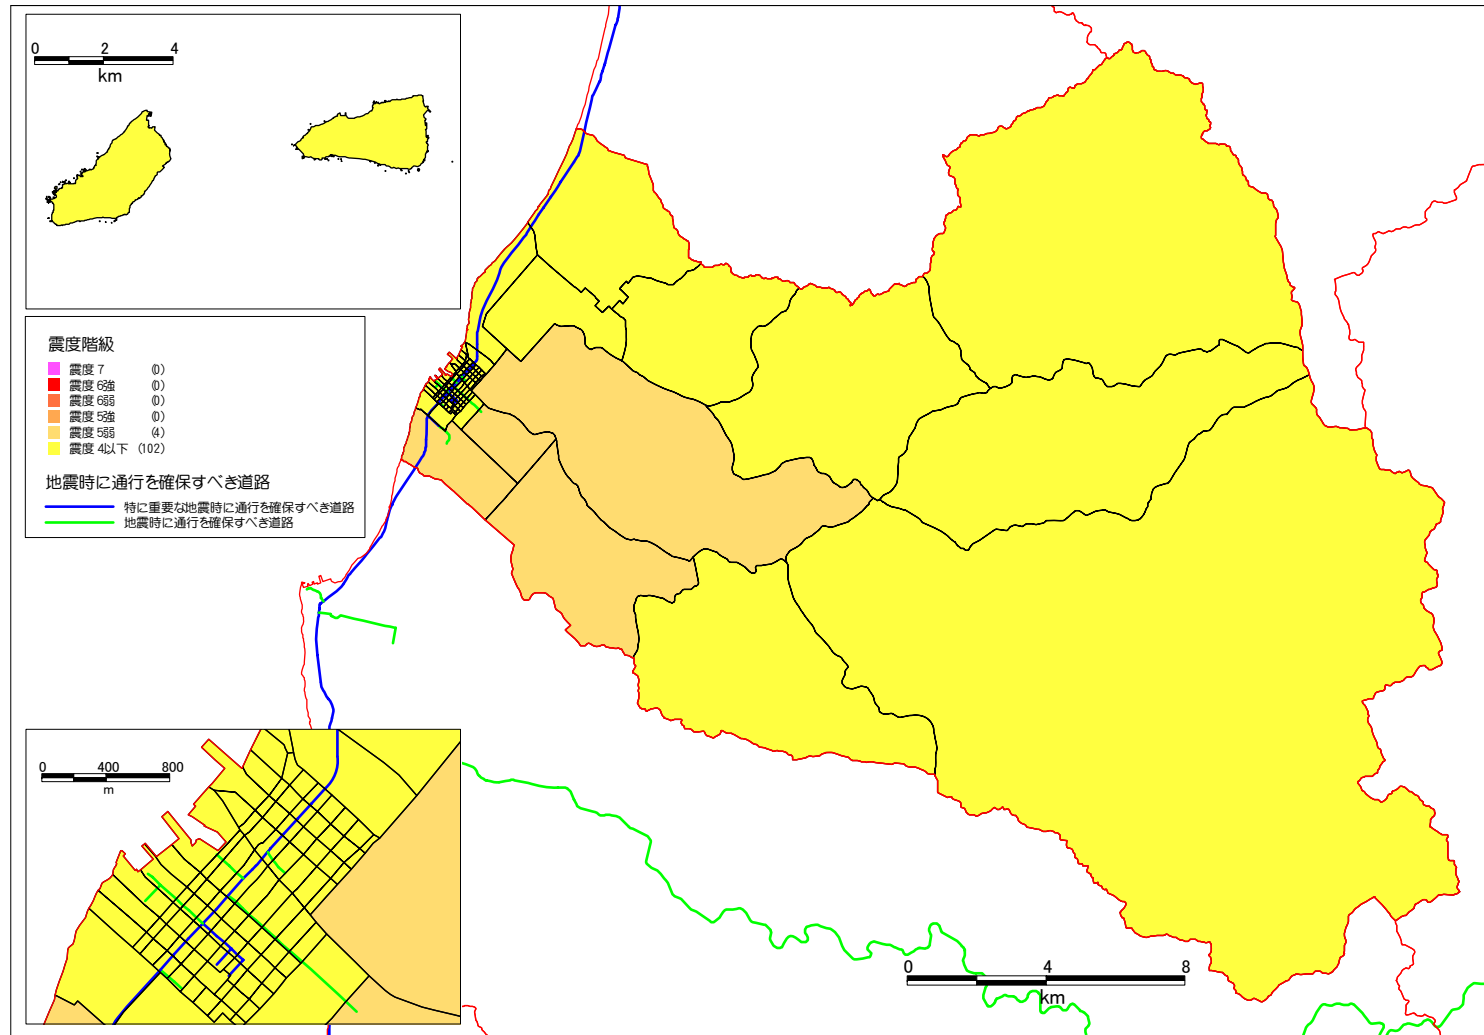 0 2 4
km
震度階級
震度 7 (0)
震度 6強 (0)
震度 6弱 (0)
震度 5強 (0)
震度 5弱 (4)
震度 4以下 (102)
地震時に通行を確保すべき道路
特に重要な地震時に通行を確保すべき道路
地震時に通行を確保すべき道路
0 400 800
m
0 4 8
km